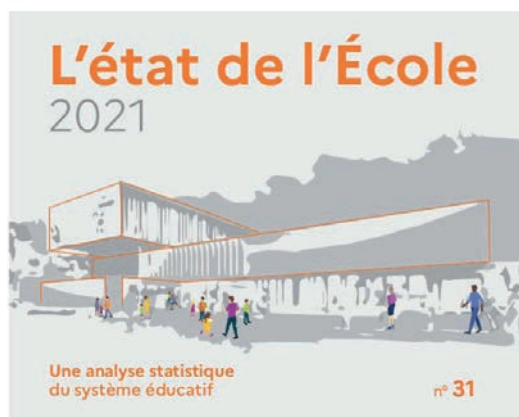 L'état de l'École
2021
Une analyse statistique
du système éducatif
n° 31